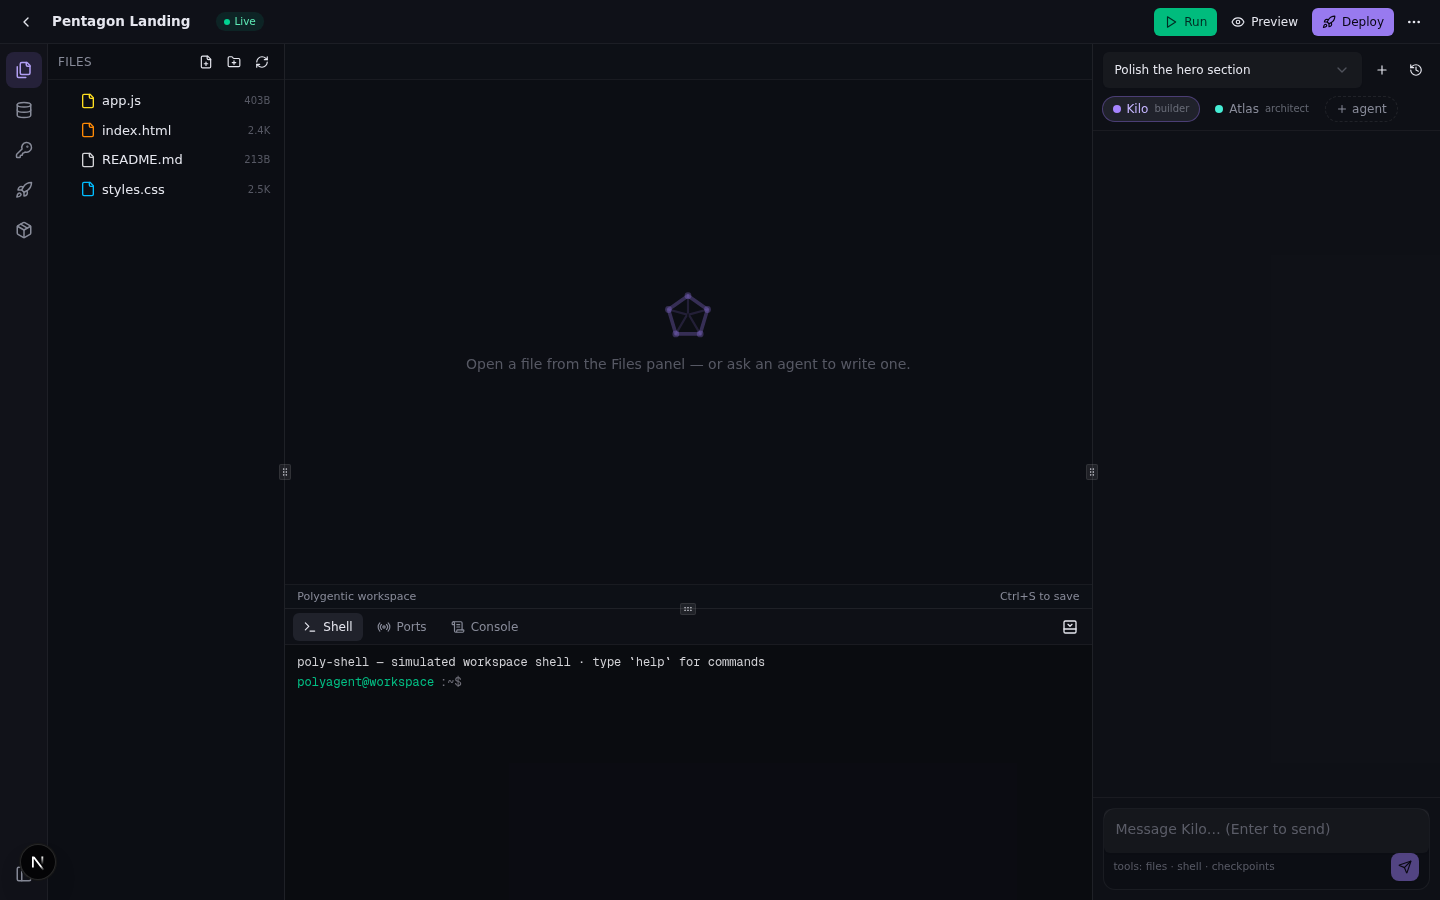 Pentagon Landing
Live
Run
Preview
Deploy
FILES
app.js 403B
index.html 2.4K
README.md 213B
styles.css 2.5K
Open a file from the Files panel — or ask an agent to write one.
Polygentic workspace
Ctrl+S to save
Shell
Ports
Console
poly-shell — simulated workspace shell · type `help` for commands
polyagent@workspace :~$
Polish the hero section
Kilo builder
Atlas architect
+ agent
Message Kilo… (Enter to send)
tools: files · shell · checkpoints
N